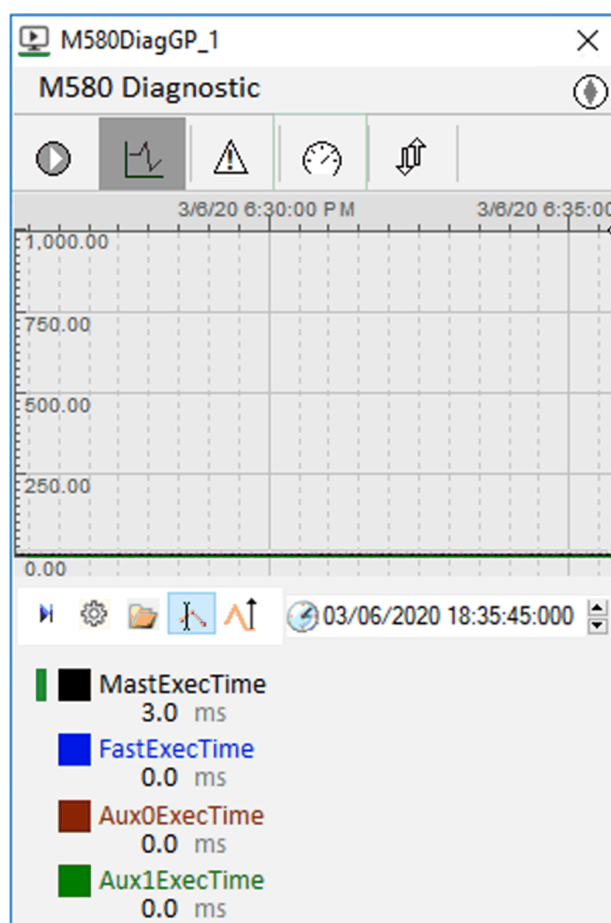 M580DiagGP_1
M580 Diagnostic
3/6/20 6:30:00 PM 3/6/20 6:35:00
1,000.00
750.00
500.00
250.00
0.00
03/06/2020 18:35:45:000
MastExecTime
3.0 ms
FastExecTime
0.0 ms
Aux0ExecTime
0.0 ms
Aux1ExecTime
0.0 ms